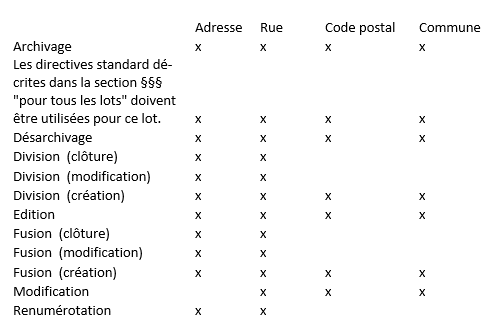 Adresse Rue Code postal Commune
Archivage x x x x
Les directives standard dé-
crites dans la section §§§
"pour tous les lots" doivent
être utilisées pour ce lot. x x x x
Désarchivage x x x x
Division (clôture) x x
Division (modification) x x
Division (création) x x x x
Edition x x x x
Fusion (clôture) x x
Fusion (modification) x x
Fusion (création) x x x x
Modification x x x
Renumérotation x x